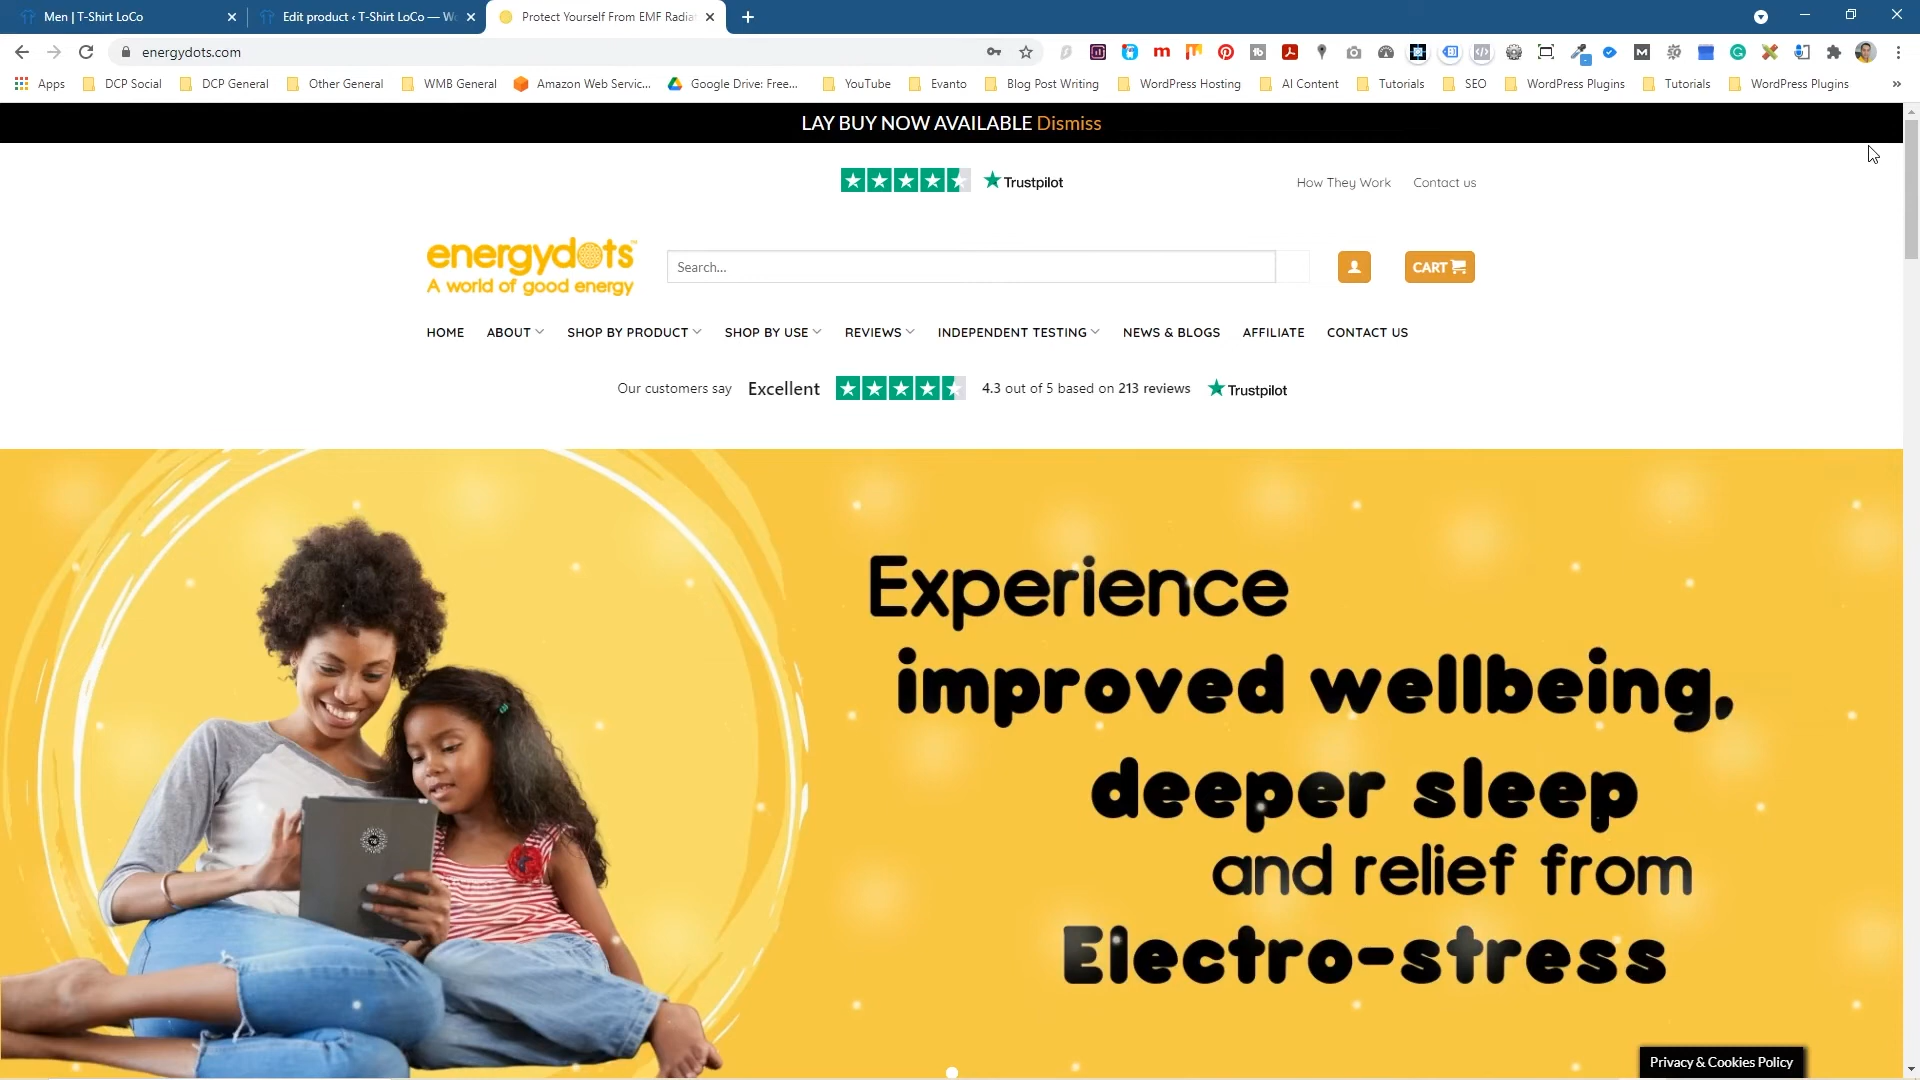 Men | T-Shirt LoCo
Edit product ‹ T-Shirt LoCo — Wo
Protect Yourself From EMF Radia
energydots.com
Apps
DCP Social
DCP General
Other General
WMB General
Amazon Web Servic...
Google Drive: Free...
YouTube
Evanto
Blog Post Writing
WordPress Hosting
AI Content
Tutorials
SEO
WordPress Plugins
Tutorials
WordPress Plugins
LAY BUY NOW AVAILABLE Dismiss
Trustpilot
How They Work
Contact us
energydots™
A world of good energy
Search...
CART
HOME
ABOUT
SHOP BY PRODUCT
SHOP BY USE
REVIEWS
INDEPENDENT TESTING
NEWS & BLOGS
AFFILIATE
CONTACT US
Our customers say Excellent 4.3 out of 5 based on 213 reviews Trustpilot
Experience
improved wellbeing,
deeper sleep
and relief from
Electro-stress
Privacy & Cookies Policy